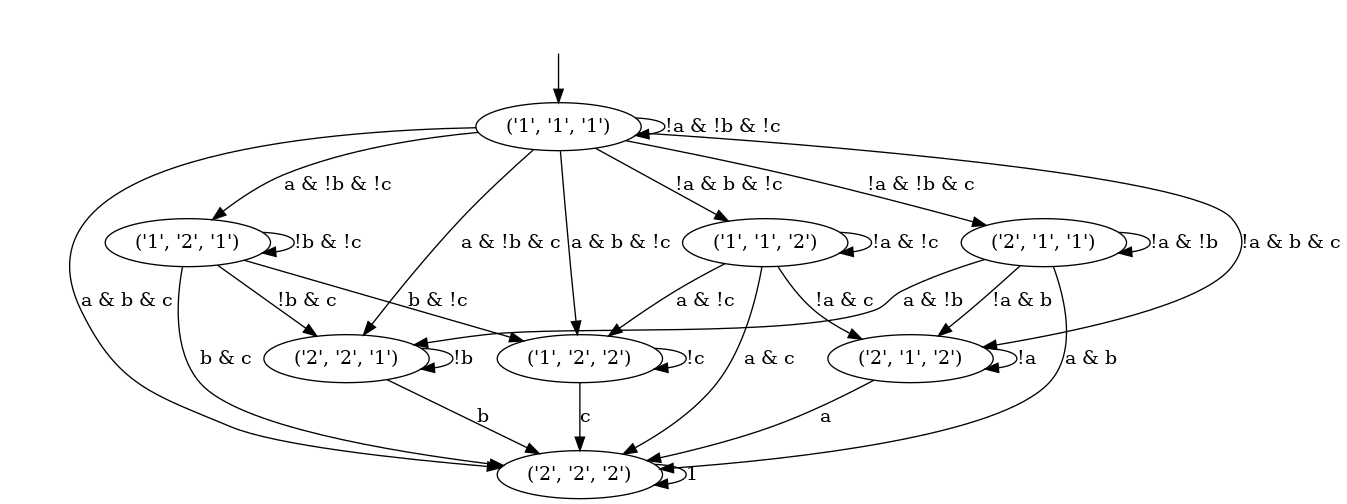 ('1', '1', '1')
!a & !b & !c
a & !b & !c
!a & b & !c
!a & !b & c
('1', '2', '1')
!b & !c
a & !b & c
a & b & !c
('1', '1', '2')
!a & !c
('2', '1', '1')
!a & !b
!a & b & c
a & b & c
!b & c
b & !c
a & !c
!a & c
a & !b
!a & b
b & c
('2', '2', '1')
!b
('1', '2', '2')
!c
a & c
('2', '1', '2')
!a
a & b
b
c
a
('2', '2', '2')
1